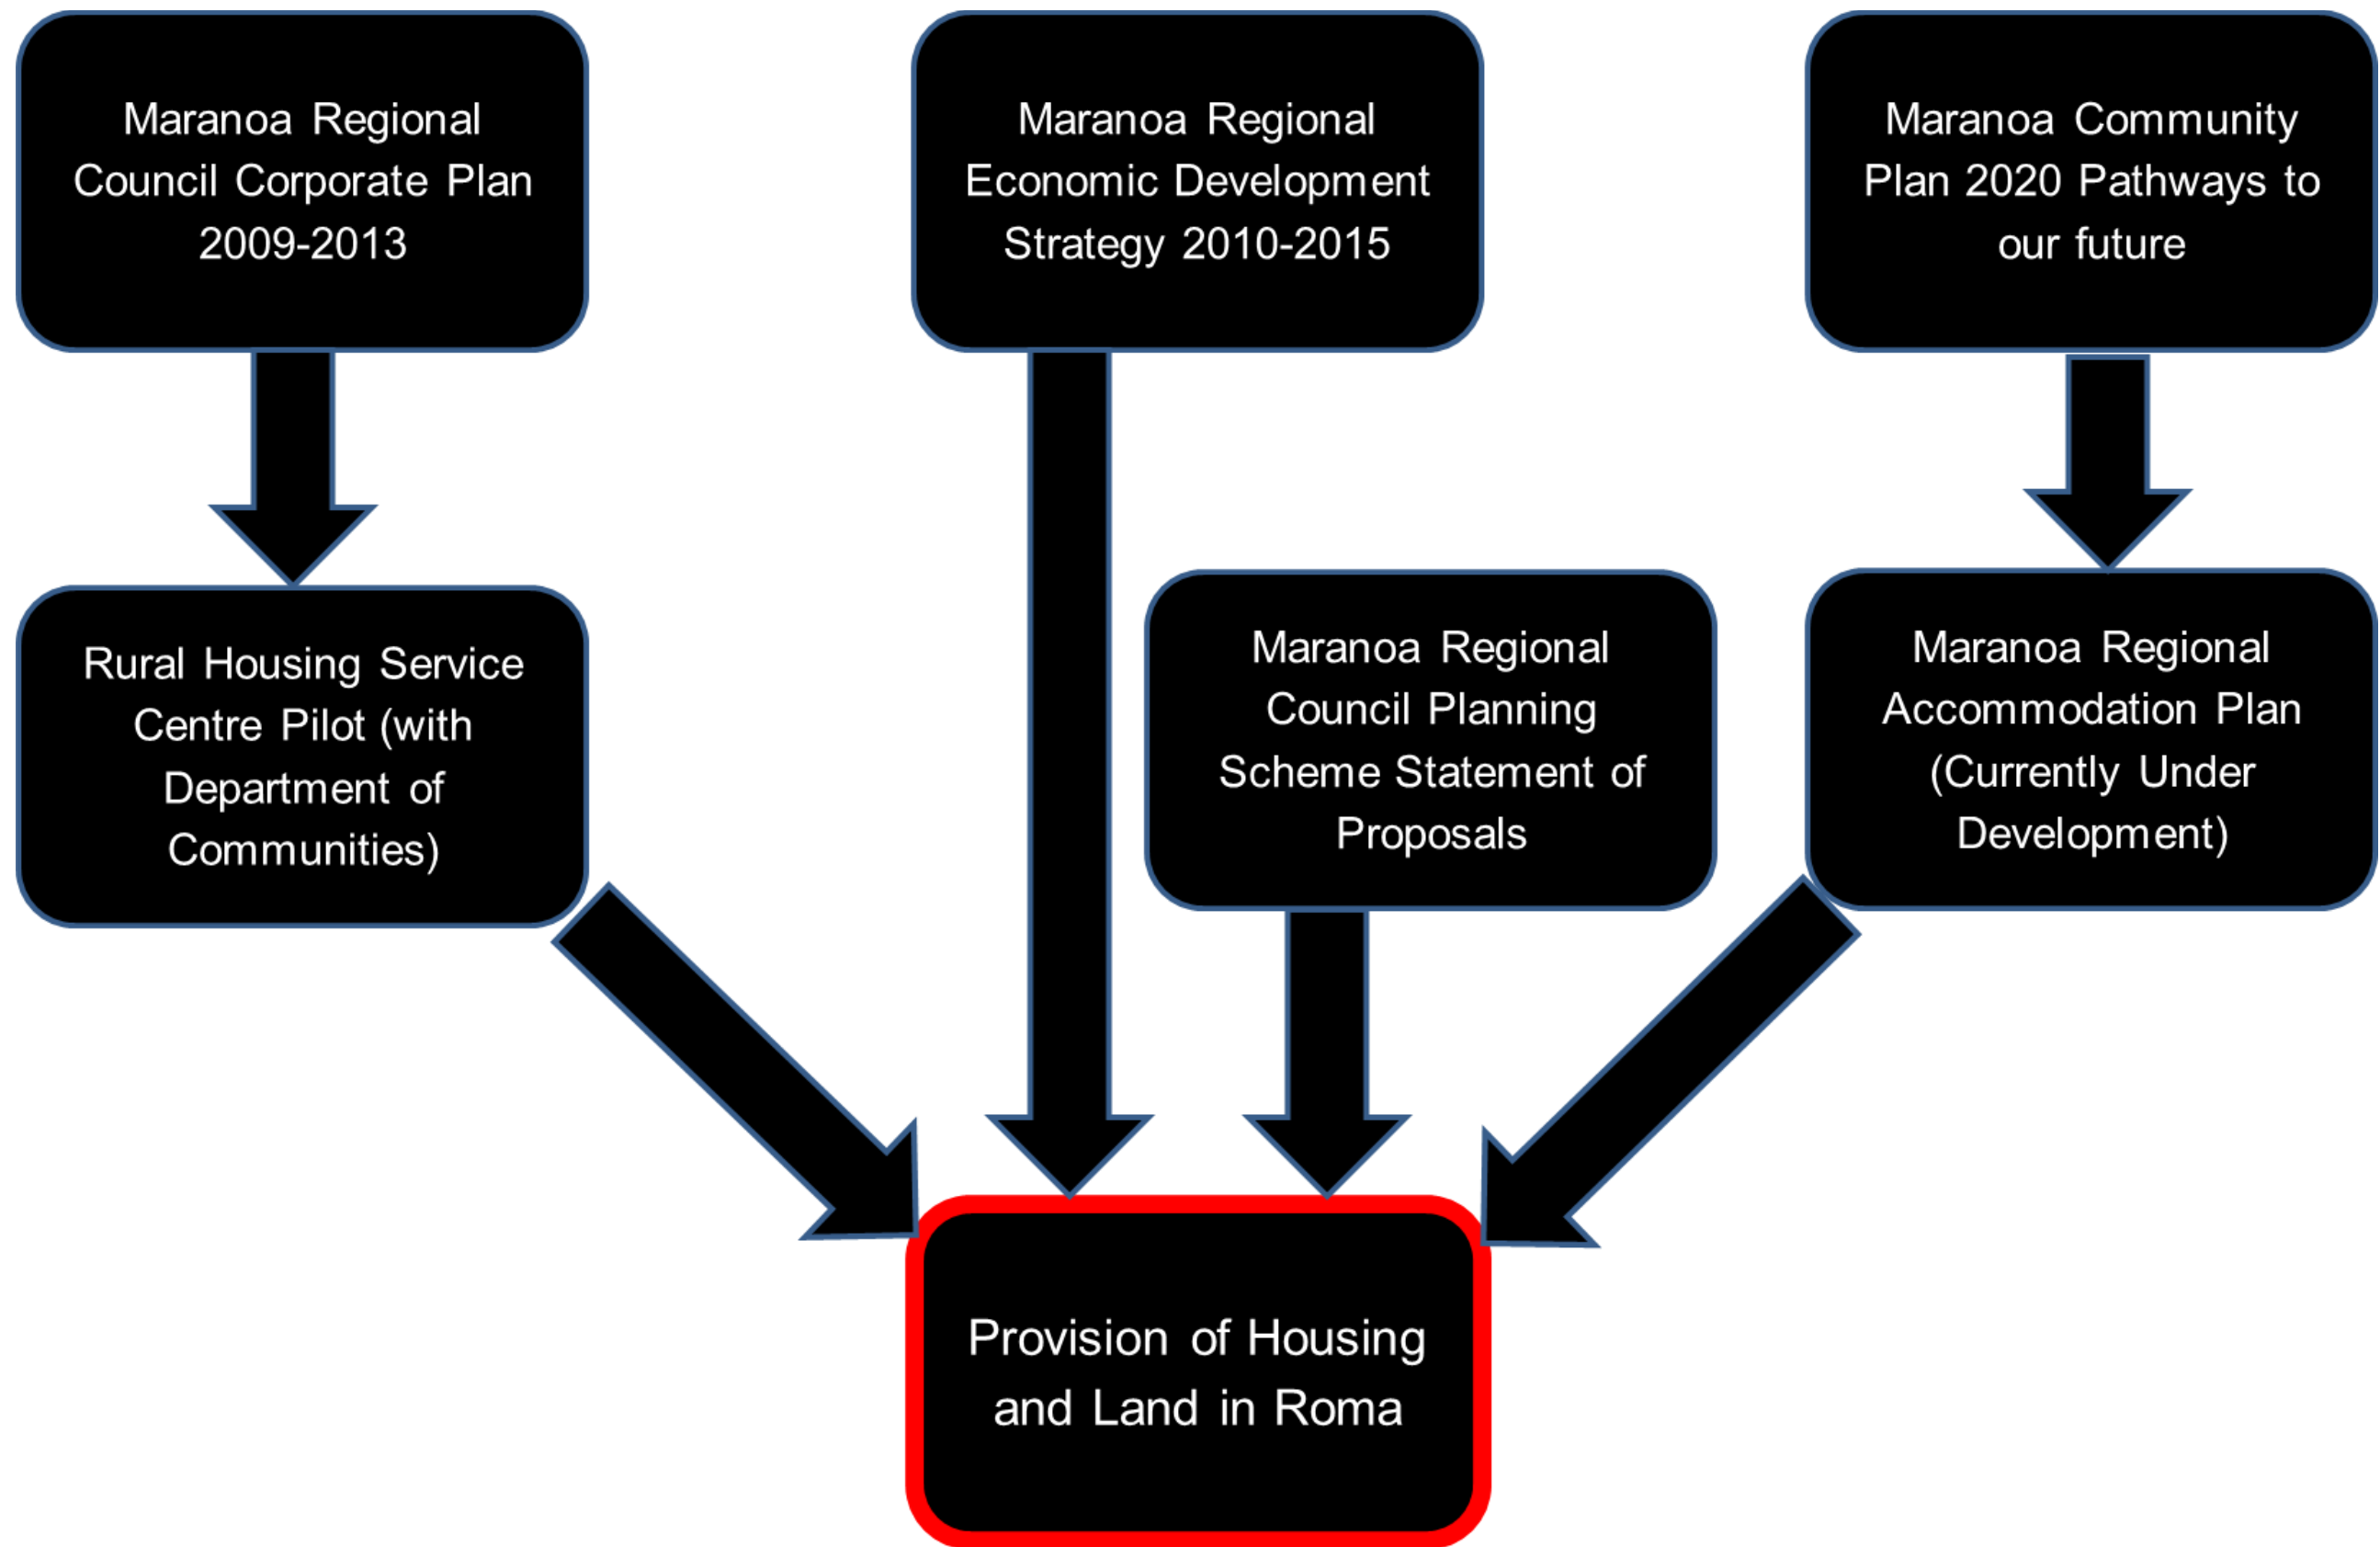 Maranoa Regional
Council Corporate Plan
2009-2013
Maranoa Regional
Economic Development
Strategy 2010-2015
Maranoa Community
Plan 2020 Pathways to
our future
Rural Housing Service
Centre Pilot (with
Department of
Communities)
Maranoa Regional
Council Planning
Scheme Statement of
Proposals
Maranoa Regional
Accommodation Plan
(Currently Under
Development)
Provision of Housing
and Land in Roma